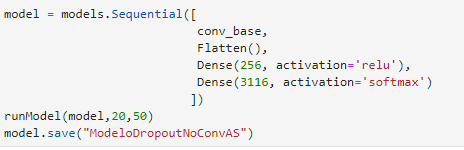 model = models.Sequential([
conv_base,
Flatten(),
Dense(256, activation='relu'),
Dense(3116, activation='softmax')
])
runModel(model,20,50)
model.save("ModeloDropoutNoConvAS")